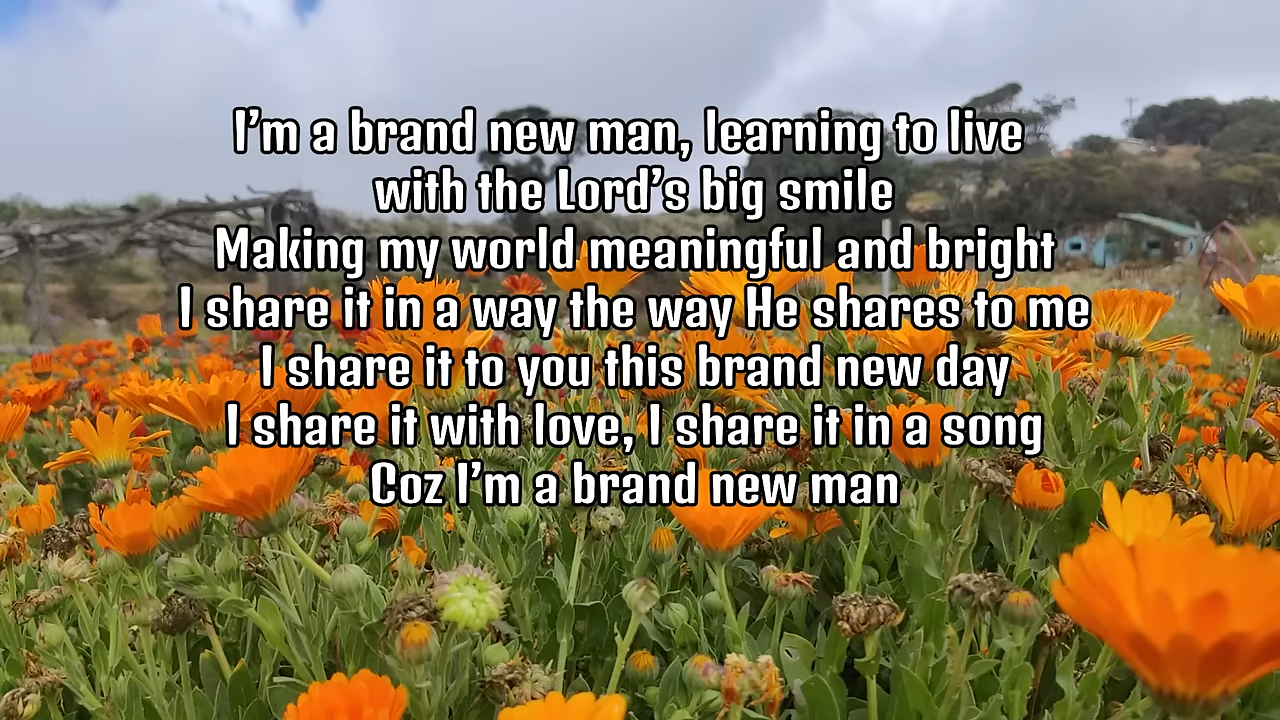 I’m a brand new man, learning to live
with the Lord’s big smile
Making my world meaningful and bright
I share it in a way the way He shares to me
I share it to you this brand new day
I share it with love, I share it in a song
Coz I’m a brand new man